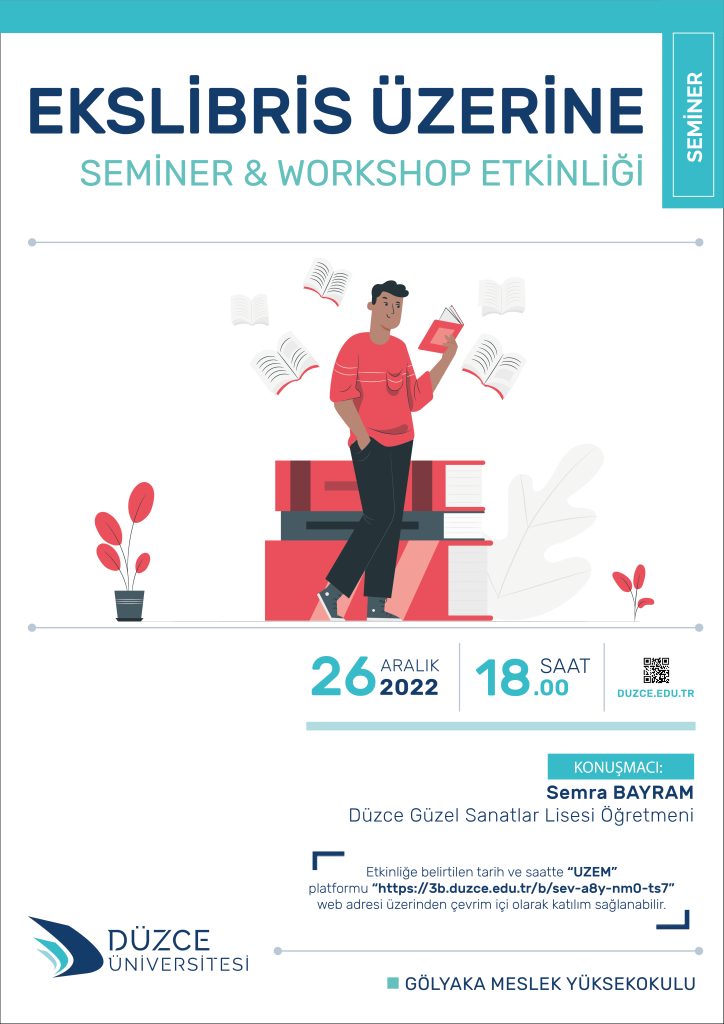 SEMİNER
EKSLİBRİS ÜZERİNE
SEMİNER & WORKSHOP ETKİNLİĞİ
26 ARALIK 2022
18.00 SAAT
DUZCE.EDU.TR
KONUŞMACI:
Semra BAYRAM
Düzce Güzel Sanatlar Lisesi Öğretmeni
Etkinliğe belirtilen tarih ve saatte “UZEM”
platformu “https://3b.duzce.edu.tr/b/sev-a8y-nm0-ts7”
web adresi üzerinden çevrim içi olarak katılım sağlanabilir.
DÜZCE
ÜNİVERSİTESİ
GÖLYAKA MESLEK YÜKSEKOKULU